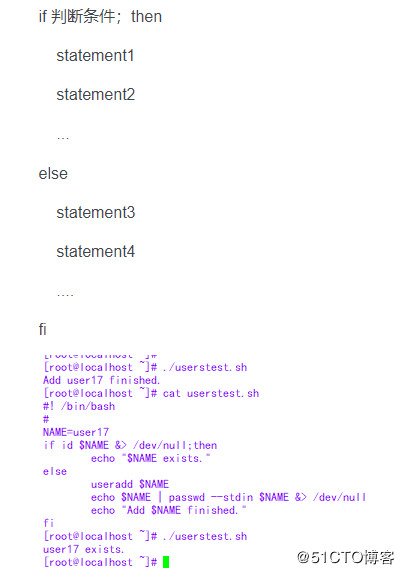 if 判断条件；then
statement1
statement2
...
else
statement3
statement4
....
fi
[root@localhost ~]#
[root@localhost ~]# ./userstest.sh
Add user17 finished.
[root@localhost ~]# cat userstest.sh
#! /bin/bash
#
NAME=user17
if id $NAME &> /dev/null;then
echo "$NAME exists."
else
useradd $NAME
echo $NAME | passwd --stdin $NAME &> /dev/null
echo "Add $NAME finished."
fi
[root@localhost ~]# ./userstest.sh
user17 exists.
[root@localhost ~]#
@51CTO博客